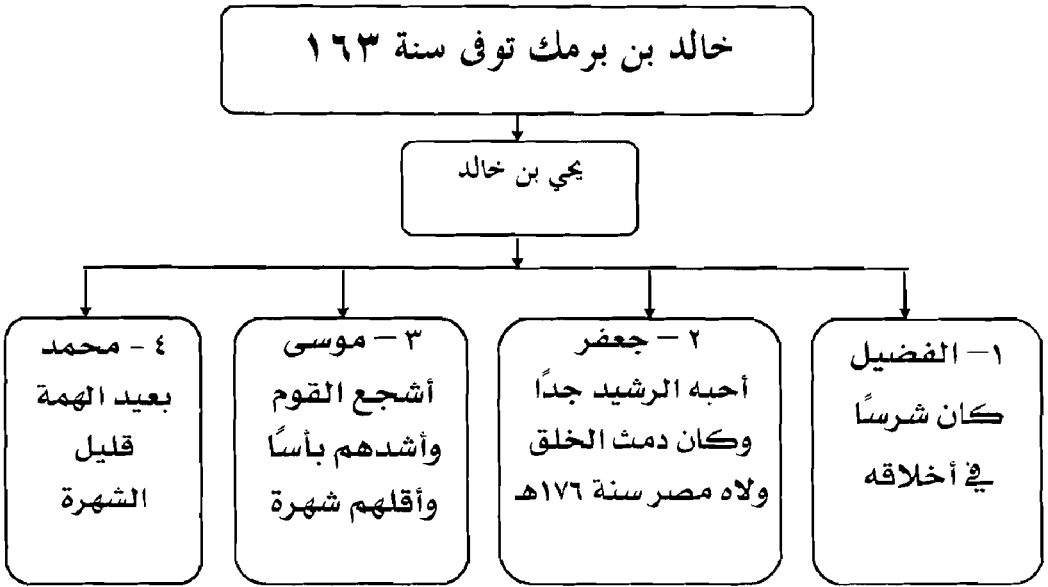 خالد بن برمك توفى سنة ١٦٣
يحي بن خالد
١– الفضيل
كان شرسًا
في أخلاقه
٢ – جعفر
أحبه الرشيد جدًا
وكان دمث الخلق
ولاه مصر سنة ١٧٦هـ
٣ – موسى
أشجع القوم
وأشدهم بأسًا
وأقلهم شهرة
٤ - محمد
بعيد الهمة
قليل
الشهرة